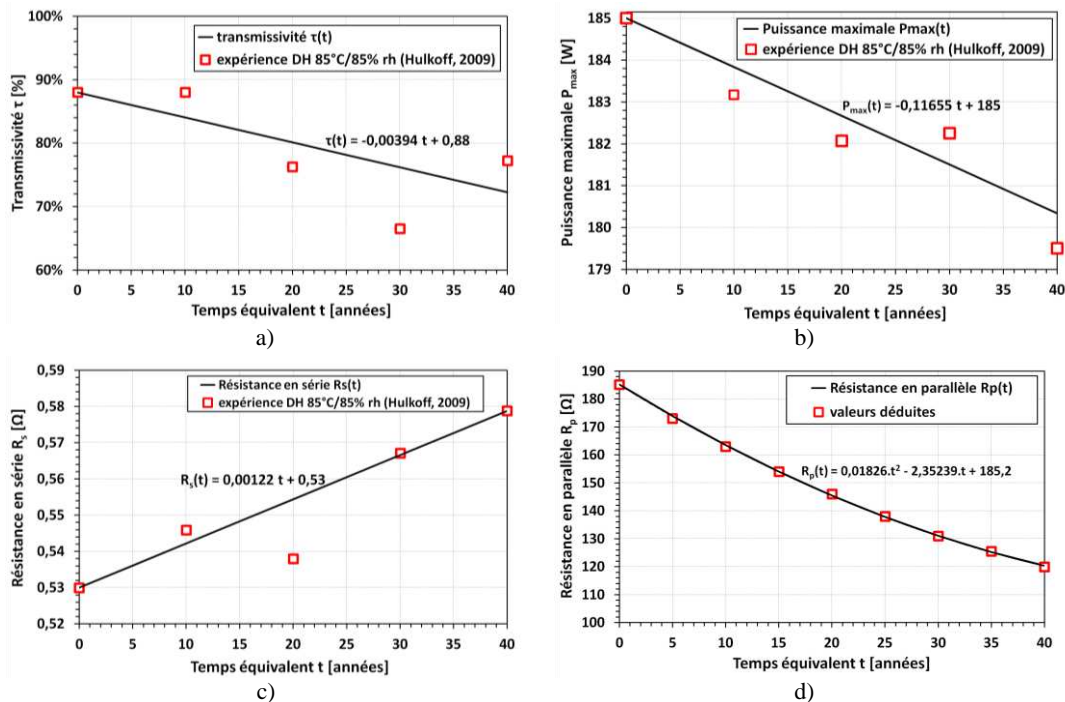 transmissivité τ(t)
expérience DH 85°C/85% rh (Hulkoff, 2009)
100%
90%
80%
70%
60%
Transmissivité τ [%]
τ(t) = -0,00394 t + 0,88
0 5 10 15 20 25 30 35 40
Temps équivalent t [années]
a)
Puissance maximale Pmax(t)
expérience DH 85°C/85% rh (Hulkoff, 2009)
185
184
183
182
181
180
179
Puissance maximale Pmax [W]
Pmax(t) = -0,11655 t + 185
0 5 10 15 20 25 30 35 40
Temps équivalent t [années]
b)
Résistance en série Rs(t)
expérience DH 85°C/85% rh (Hulkoff, 2009)
0,59
0,58
0,57
0,56
0,55
0,54
0,53
0,52
Résistance en série Rs [Ω]
Rs(t) = 0,00122 t + 0,53
0 5 10 15 20 25 30 35 40
Temps équivalent t [années]
c)
Résistance en parallèle Rp(t)
valeurs déduites
190
180
170
160
150
140
130
120
110
100
Résistance en parallèle Rp [Ω]
Rp(t) = 0,01826.t² - 2,35239.t + 185,2
0 5 10 15 20 25 30 35 40
Temps équivalent t [années]
d)